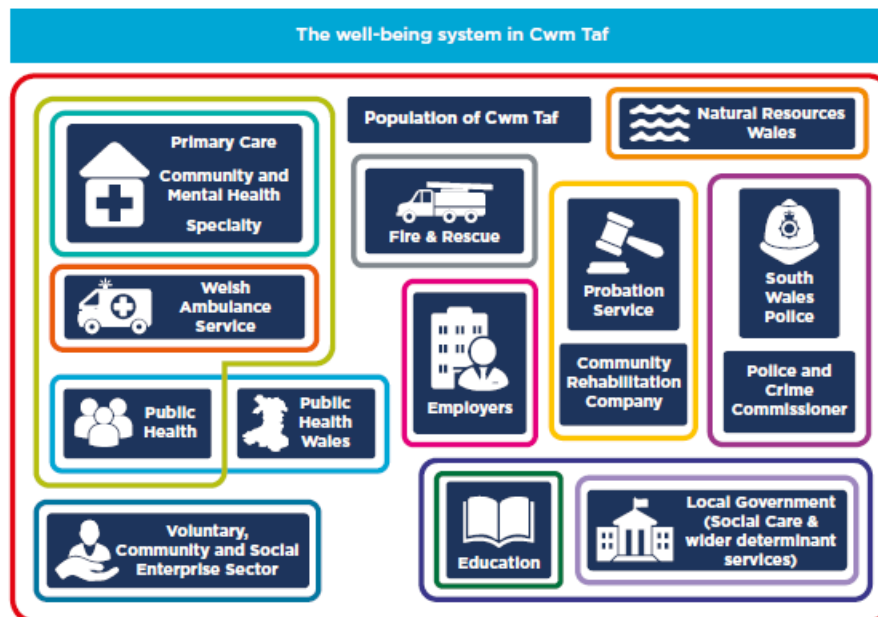 The well-being system in Cwm Taf
Population of Cwm Taf
Natural Resources
Wales
Primary Care
Community and
Mental Health
Specialty
Fire & Rescue
Probation
Service
South
Wales
Police
Welsh
Ambulance
Service
Employers
Community
Rehabilitation
Company
Police and
Crime
Commissioner
Public
Health
Public
Health
Wales
Voluntary,
Community and Social
Enterprise Sector
Education
Local Government
(Social Care &
wider determinant
services)